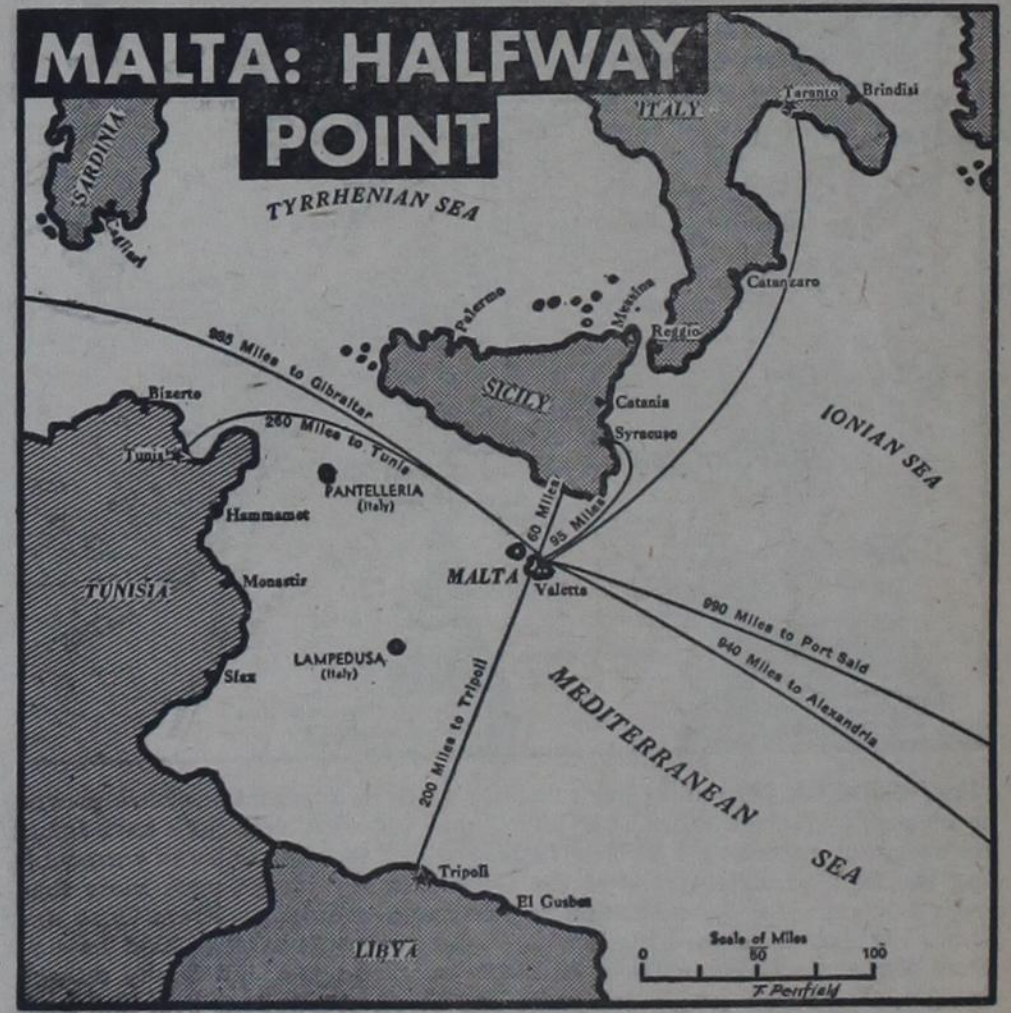 MALTA: HALFWAY
POINT
ITALY
Taranto
Brindisi
SARDINIA
Cagliari
TYRRHENIAN SEA
Catanzaro
Palermo
Messina
Reggio
985 Miles to Gibraltar
SICILY
Bizerte
Catania
260 Miles to Tunis
Syracuse
IONIAN SEA
Tunis
PANTELLERIA
(Italy)
60 Miles
95 Miles
Hammamet
MALTA
Valetta
TUNISIA
Monastir
990 Miles to Port Said
940 Miles to Alexandria
LAMPEDUSA
(Italy)
Sfax
200 Miles to Tripoli
MEDITERRANEAN
SEA
Tripoli
El Gusbat
LIBYA
Scale of Miles
0 50 100
F. Penfield